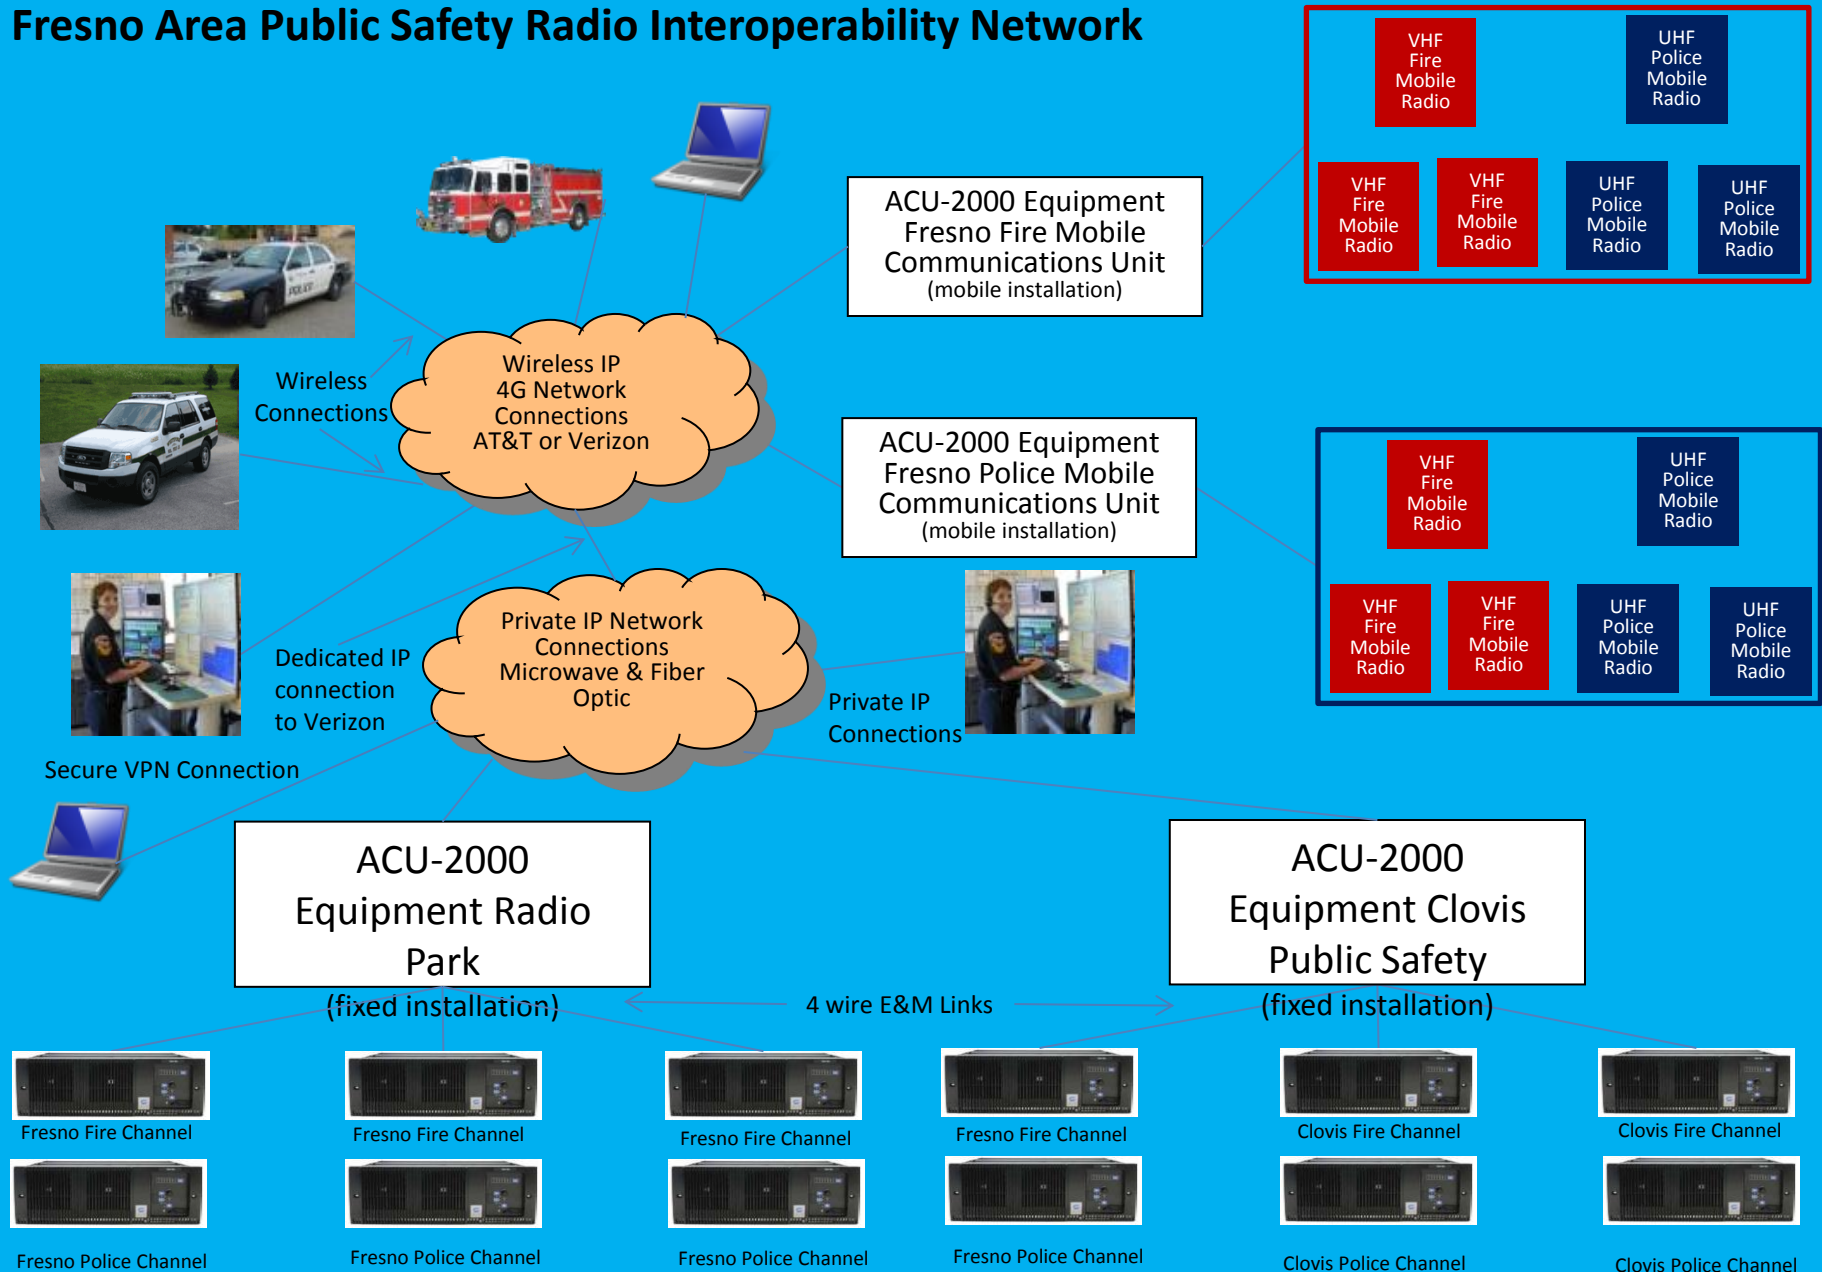 Fresno Area Public Safety Radio Interoperability Network
VHF
Fire
Mobile
Radio
UHF
Police
Mobile
Radio
VHF
Fire
Mobile
Radio
VHF
Fire
Mobile
Radio
UHF
Police
Mobile
Radio
UHF
Police
Mobile
Radio
ACU-2000 Equipment
Fresno Fire Mobile
Communications Unit
(mobile installation)
POLICE
Wireless
Connections
Wireless IP
4G Network
Connections
AT&T or Verizon
ACU-2000 Equipment
Fresno Police Mobile
Communications Unit
(mobile installation)
VHF
Fire
Mobile
Radio
UHF
Police
Mobile
Radio
VHF
Fire
Mobile
Radio
VHF
Fire
Mobile
Radio
UHF
Police
Mobile
Radio
UHF
Police
Mobile
Radio
Private IP Network
Connections
Microwave & Fiber
Optic
Dedicated IP
connection
to Verizon
Private IP
Connections
Secure VPN Connection
ACU-2000
Equipment Radio
Park
(fixed installation)
ACU-2000
Equipment Clovis
Public Safety
(fixed installation)
4 wire E&M Links
Fresno Fire Channel
Fresno Fire Channel
Fresno Fire Channel
Fresno Fire Channel
Clovis Fire Channel
Clovis Fire Channel
Fresno Police Channel
Fresno Police Channel
Fresno Police Channel
Fresno Police Channel
Clovis Police Channel
Clovis Police Channel